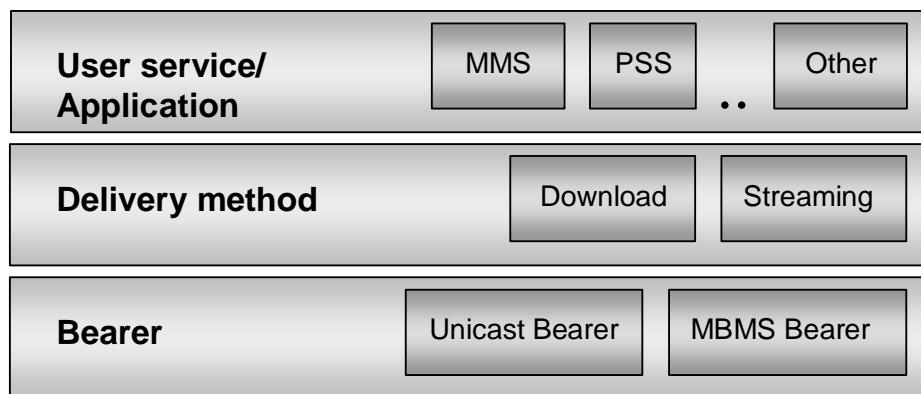 User service/
Application
MMS
PSS
..
Other
Delivery method
Download
Streaming
Bearer
Unicast Bearer
MBMS Bearer